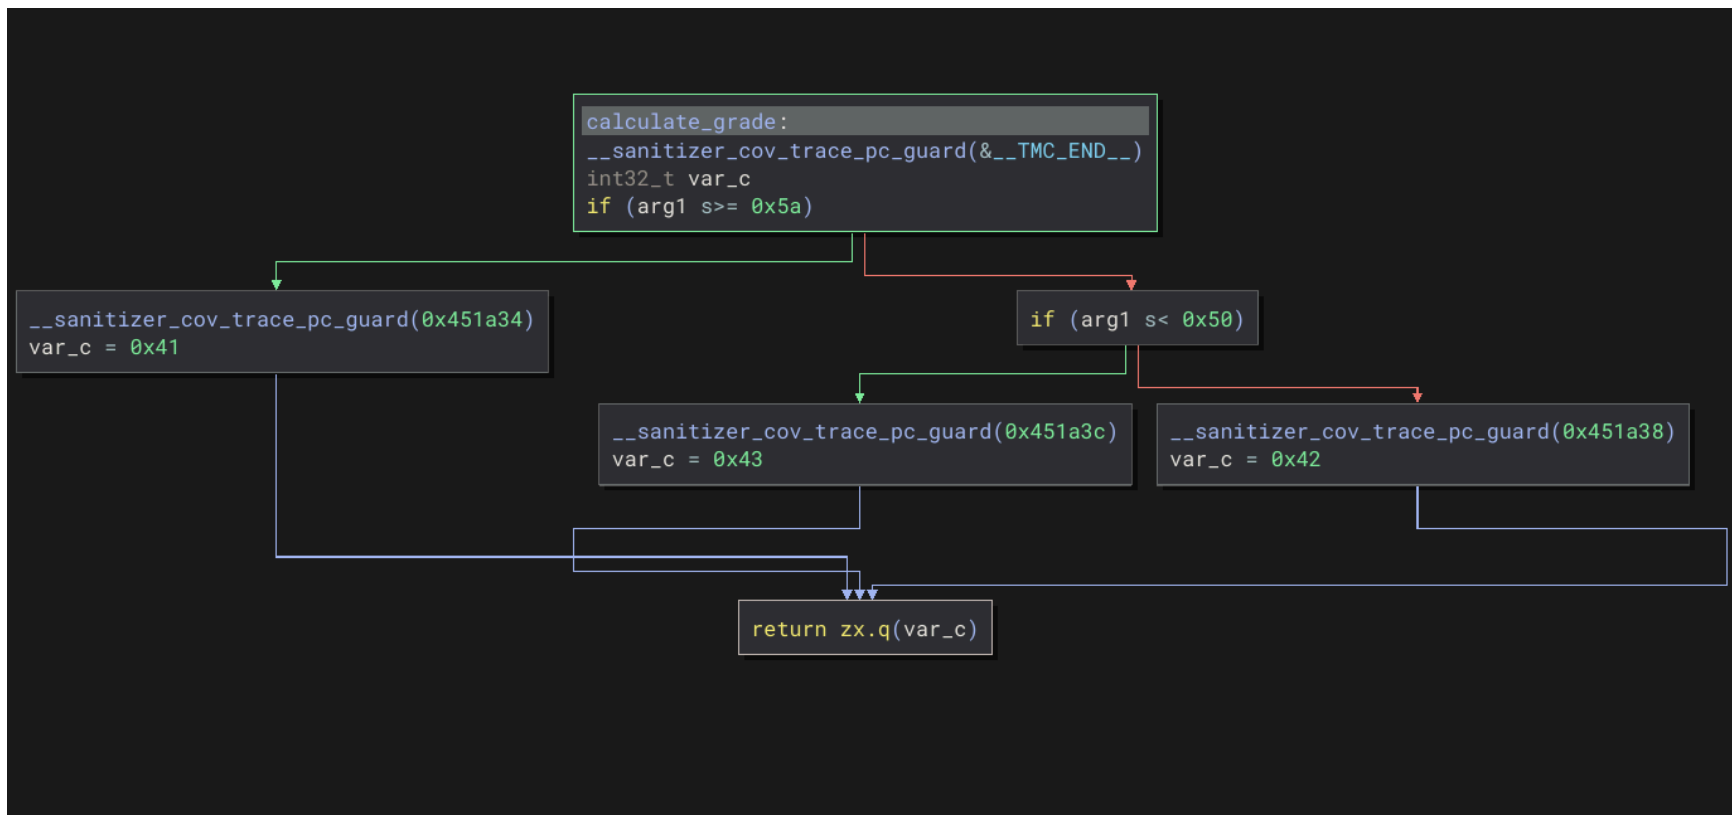 calculate_grade:
__sanitizer_cov_trace_pc_guard(&__TMC_END__)
int32_t var_c
if (arg1 s>= 0x5a)
__sanitizer_cov_trace_pc_guard(0x451a34)
var_c = 0x41
if (arg1 s< 0x50)
__sanitizer_cov_trace_pc_guard(0x451a3c)
var_c = 0x43
__sanitizer_cov_trace_pc_guard(0x451a38)
var_c = 0x42
return zx.q(var_c)